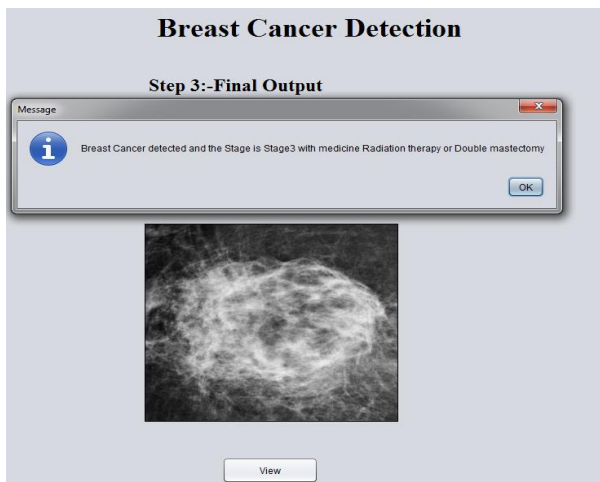 Breast Cancer Detection
Step 3:-Final Output
Message
Breast Cancer detected and the Stage is Stage3 with medicine Radiation therapy or Double mastectomy
OK
View